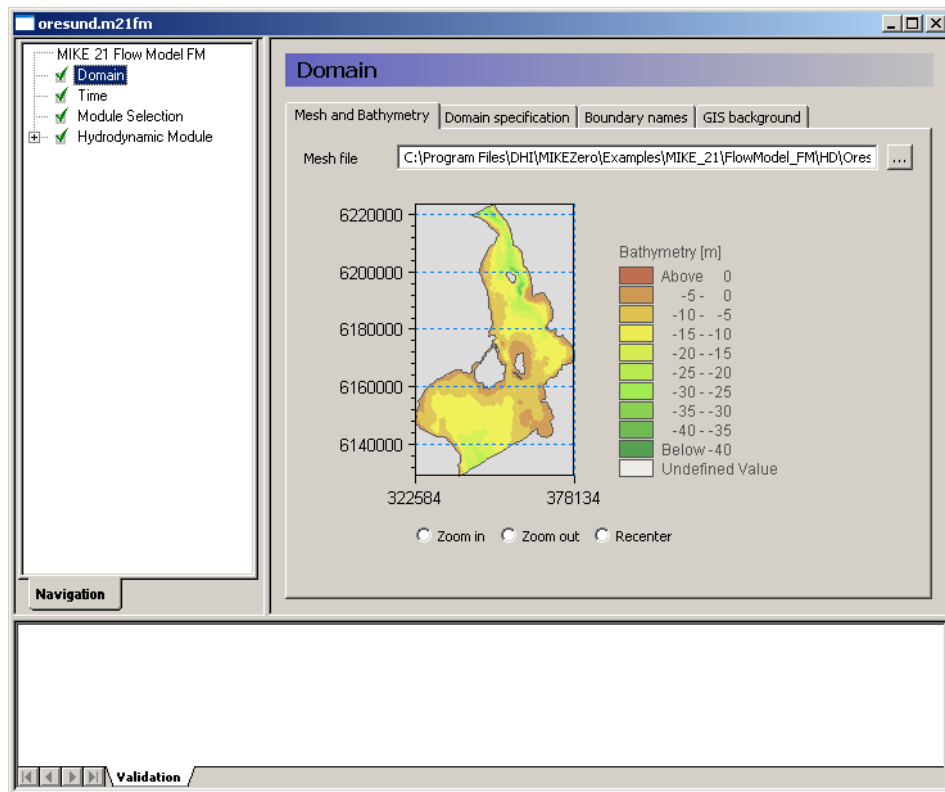 oresund.m21fm
MIKE 21 Flow Model FM
Domain
Time
Module Selection
Hydrodynamic Module
Navigation
Domain
Mesh and Bathymetry Domain specification Boundary names GIS background
Mesh file C:\Program Files\DHI\MIKEZero\Examples\MIKE_21\FlowModel_FM\HD\Ores ...
6220000
6200000
6180000
6160000
6140000
322584 378134
Bathymetry [m]
Above 0
-5 - 0
-10 - -5
-15 - -10
-20 - -15
-25 - -20
-30 - -25
-35 - -30
-40 - -35
Below -40
Undefined Value
Zoom in Zoom out Recenter
Validation